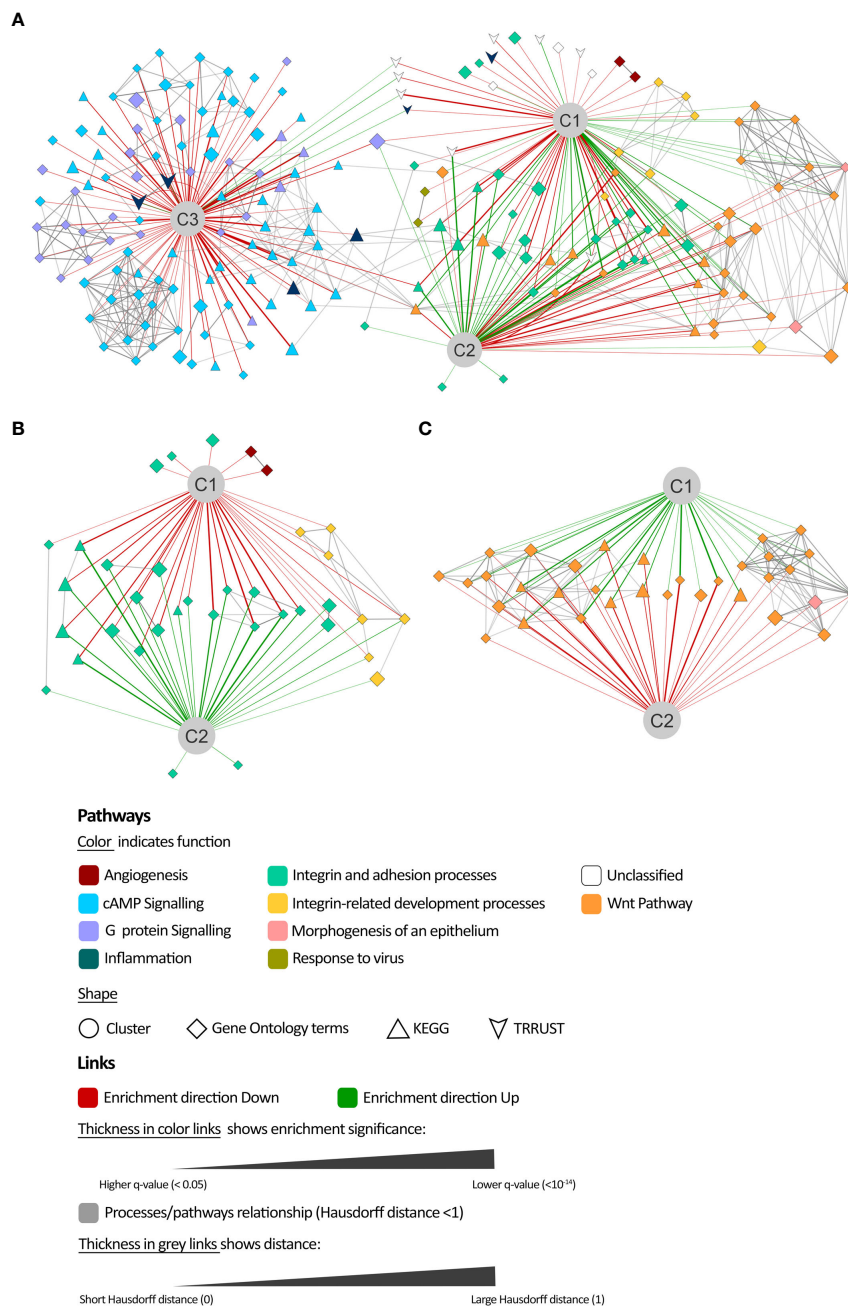 A
C1
C3
C2
B
C
C1
C1
C2
C2
Pathways
Color indicates function
Angiogenesis
Integrin and adhesion processes
Unclassified
cAMP Signalling
Integrin-related development processes
Wnt Pathway
G protein Signalling
Morphogenesis of an epithelium
Inflammation
Response to virus
Shape
Cluster
Gene Ontology terms
KEGG
TRRUST
Links
Enrichment direction Down
Enrichment direction Up
Thickness in color links shows enrichment significance:
Higher q-value (< 0.05)
Lower q-value (<10⁻¹⁴)
Processes/pathways relationship (Hausdorff distance <1)
Thickness in grey links shows distance:
Short Hausdorff distance (0)
Large Hausdorff distance (1)